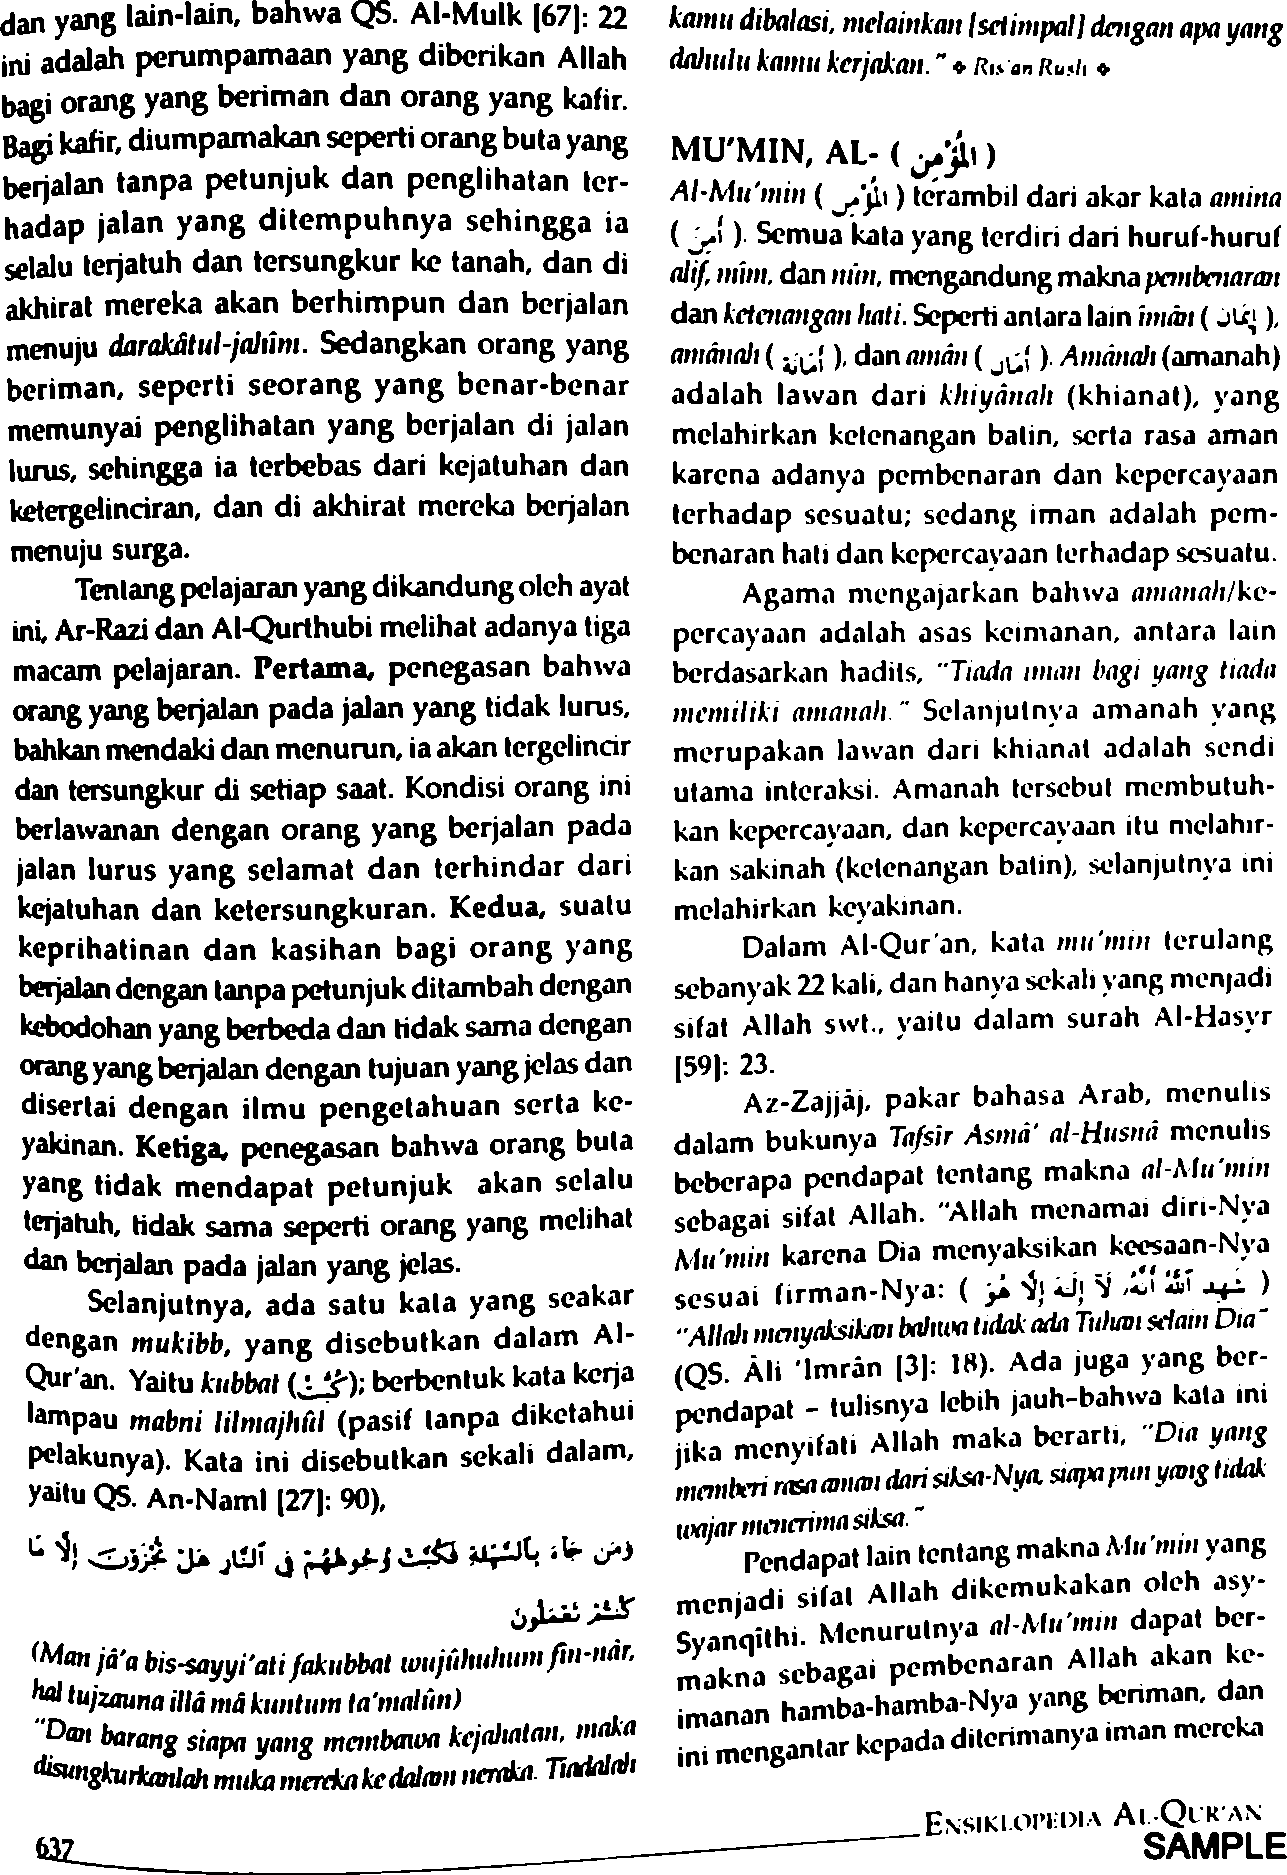 dan yang lain-lain, bahwa QS. Al-Mulk [67]: 22
ini adalah perumpamaan yang diberikan Allah
bagi orang yang beriman dan orang yang kafir.
Bagi kafir, diumpamakan seperti orang buta yang
berjalan tanpa petunjuk dan penglihatan ter-
hadap jalan yang ditempuhnya sehingga ia
selalu terjatuh dan tersungkur ke tanah, dan di
akhirat mereka akan berhimpun dan berjalan
menuju darakâtul-jahîm. Sedangkan orang yang
beriman, seperti seorang yang benar-benar
memunyai penglihatan yang berjalan di jalan
lurus, sehingga ia terbebas dari kejatuhan dan
ketergelinciran, dan di akhirat mereka berjalan
menuju surga.
Tentang pelajaran yang dikandung oleh ayat
ini, Ar-Razi dan Al-Qurthubi melihat adanya tiga
macam pelajaran. Pertama, penegasan bahwa
orang yang berjalan pada jalan yang tidak lurus,
bahkan mendaki dan menurun, ia akan tergelincir
dan tersungkur di setiap saat. Kondisi orang ini
berlawanan dengan orang yang berjalan pada
jalan lurus yang selamat dan terhindar dari
kejatuhan dan ketersungkuran. Kedua, suatu
keprihatinan dan kasihan bagi orang yang
berjalan dengan tanpa petunjuk ditambah dengan
kebodohan yang berbeda dan tidak sama dengan
orang yang berjalan dengan tujuan yang jelas dan
disertai dengan ilmu pengetahuan serta ke-
yakinan. Ketiga, penegasan bahwa orang buta
yang tidak mendapat petunjuk akan selalu
terjatuh, tidak sama seperti orang yang melihat
dan berjalan pada jalan yang jelas.
Selanjutnya, ada satu kata yang seakar
dengan mukibb, yang disebutkan dalam Al-
Qur'an. Yaitu kubbat (كُبَّتْ); berbentuk kata kerja
lampau mabni lilmajhûl (pasif tanpa diketahui
pelakunya). Kata ini disebutkan sekali dalam,
yaitu QS. An-Naml [27]: 90),
وَمَن جَاءَ بِالسَّيِّئَةِ فَكُبَّتْ وُجُوهُهُمْ فِى ٱلنَّارِ هَلْ تُجْزَوْنَ إِلَّا مَا
كُنتُمْ تَعْمَلُونَ
(Man jâ'a bis-sayyi'ati fakubbat wujûhuhum fin-nâr,
hal tujzauna illâ mâ kuntum ta'malûn)
"Dan barang siapa yang membawa kejahatan, maka
disungkurkanlah muka mereka ke dalam neraka. Tiadalah
kamu dibalasi, melainkan [setimpal] dengan apa yang
dahulu kamu kerjakan." ❖ Ris'an Rusli ❖
MU'MIN, AL- ( الْمُؤْمِنُ )
Al-Mu'min ( الْمُؤْمِنُ ) terambil dari akar kata amina
( أَمِنَ ). Semua kata yang terdiri dari huruf-huruf
alif, mîm, dan nûn, mengandung makna pembenaran
dan ketenangan hati. Seperti antara lain îmân ( إِيْمَان ),
amânah ( أَمَانَة ), dan amân ( أَمَان ). Amânah (amanah)
adalah lawan dari khiyânah (khianat), yang
melahirkan ketenangan batin, serta rasa aman
karena adanya pembenaran dan kepercayaan
terhadap sesuatu; sedang iman adalah pem-
benaran hati dan kepercayaan terhadap sesuatu.
Agama mengajarkan bahwa amanah/ke-
percayaan adalah asas keimanan, antara lain
berdasarkan hadits, "Tiada iman bagi yang tiada
memiliki amanah." Selanjutnya amanah yang
merupakan lawan dari khianat adalah sendi
utama interaksi. Amanah tersebut membutuh-
kan kepercayaan, dan kepercayaan itu melahir-
kan sakinah (ketenangan batin), selanjutnya ini
melahirkan keyakinan.
Dalam Al-Qur'an, kata mu'min terulang
sebanyak 22 kali, dan hanya sekali yang menjadi
sifat Allah swt., yaitu dalam surah Al-Hasyr
[59]: 23.
Az-Zajjâj, pakar bahasa Arab, menulis
dalam bukunya Tafsîr Asmâ' al-Husnâ menulis
beberapa pendapat tentang makna al-Mu'min
sebagai sifat Allah. "Allah menamai diri-Nya
Mu'min karena Dia menyaksikan keesaan-Nya
sesuai firman-Nya: ( شَهِدَ ٱللَّهُ أَنَّهُۥ لَآ إِلَٰهَ إِلَّا هُوَ )
"Allah menyaksikan bahwa tidak ada Tuhan selain Dia"
(QS. Âli 'Imrân [3]: 18). Ada juga yang ber-
pendapat – tulisnya lebih jauh–bahwa kata ini
jika menyifati Allah maka berarti, "Dia yang
memberi rasa aman dari siksa-Nya, siapa pun yang tidak
wajar menerima siksa."
Pendapat lain tentang makna Mu'min yang
menjadi sifat Allah dikemukakan oleh asy-
Syanqîthi. Menurutnya al-Mu'min dapat ber-
makna sebagai pembenaran Allah akan ke-
imanan hamba-hamba-Nya yang beriman, dan
ini mengantar kepada diterimanya iman mereka
ENSIKLOPEDIA AL-QUR'AN
637
SAMPLE